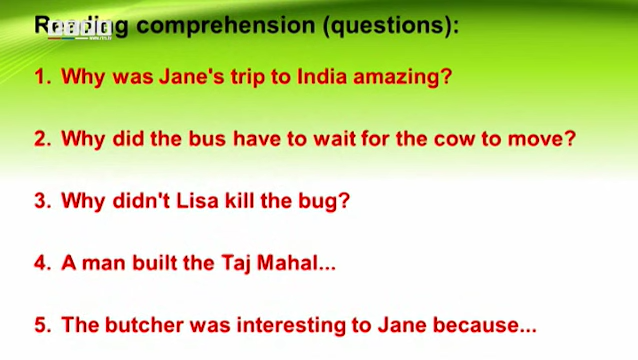 Reading comprehension (questions):
1. Why was Jane's trip to India amazing?
2. Why did the bus have to wait for the cow to move?
3. Why didn't Lisa kill the bug?
4. A man built the Taj Mahal...
5. The butcher was interesting to Jane because...